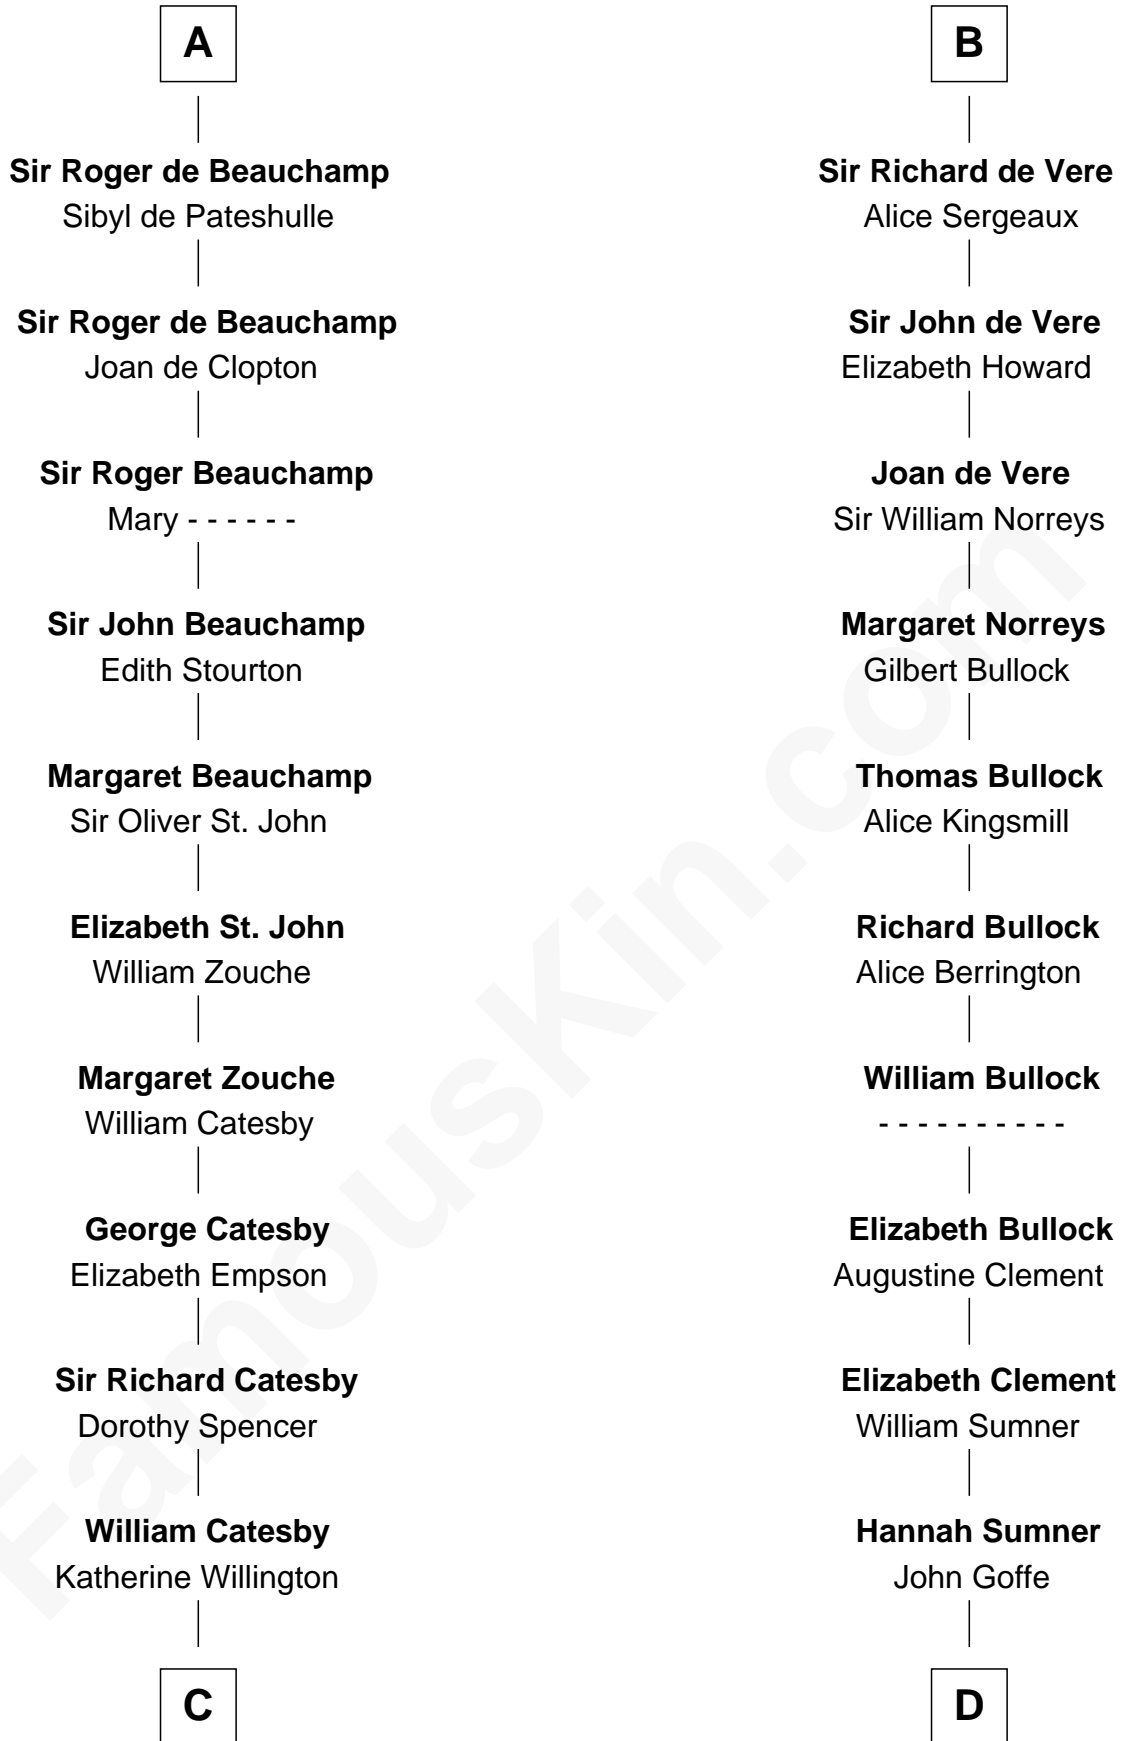 A
Sir Roger de Beauchamp
Sibyl de Pateshulle
Sir Roger de Beauchamp
Joan de Clopton
Sir Roger Beauchamp
Mary - - - - - -
Sir John Beauchamp
Edith Stourton
Margaret Beauchamp
Sir Oliver St. John
Elizabeth St. John
William Zouche
Margaret Zouche
William Catesby
George Catesby
Elizabeth Empson
Sir Richard Catesby
Dorothy Spencer
William Catesby
Katherine Willington
C
B
Sir Richard de Vere
Alice Sergeaux
Sir John de Vere
Elizabeth Howard
Joan de Vere
Sir William Norreys
Margaret Norreys
Gilbert Bullock
Thomas Bullock
Alice Kingsmill
Richard Bullock
Alice Berrington
William Bullock
- - - - - - - - - -
Elizabeth Bullock
Augustine Clement
Elizabeth Clement
William Sumner
Hannah Sumner
John Goffe
D
FamousKin.com